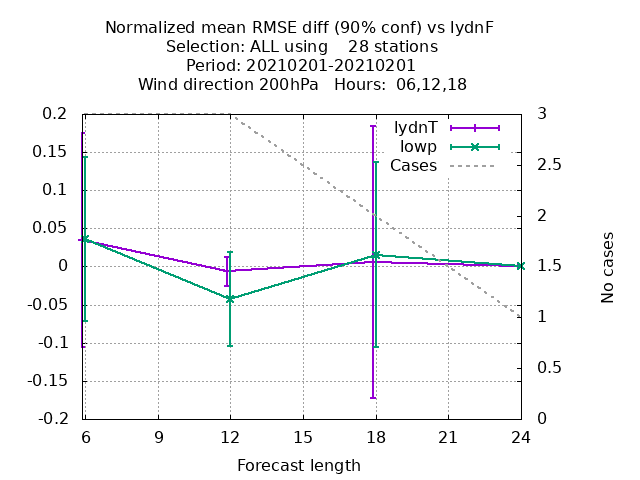 Normalized mean RMSE diff (90% conf) vs lydnF
Selection: ALL using    28 stations
Period: 20210201-20210201
Wind direction 200hPa   Hours:  06,12,18
0.2
0.15
0.1
0.05
0
-0.05
-0.1
-0.15
-0.2
lydnT
lowp
Cases
3
2.5
2
1.5
1
0.5
0
No cases
6 9 12 15 18 21 24
Forecast length